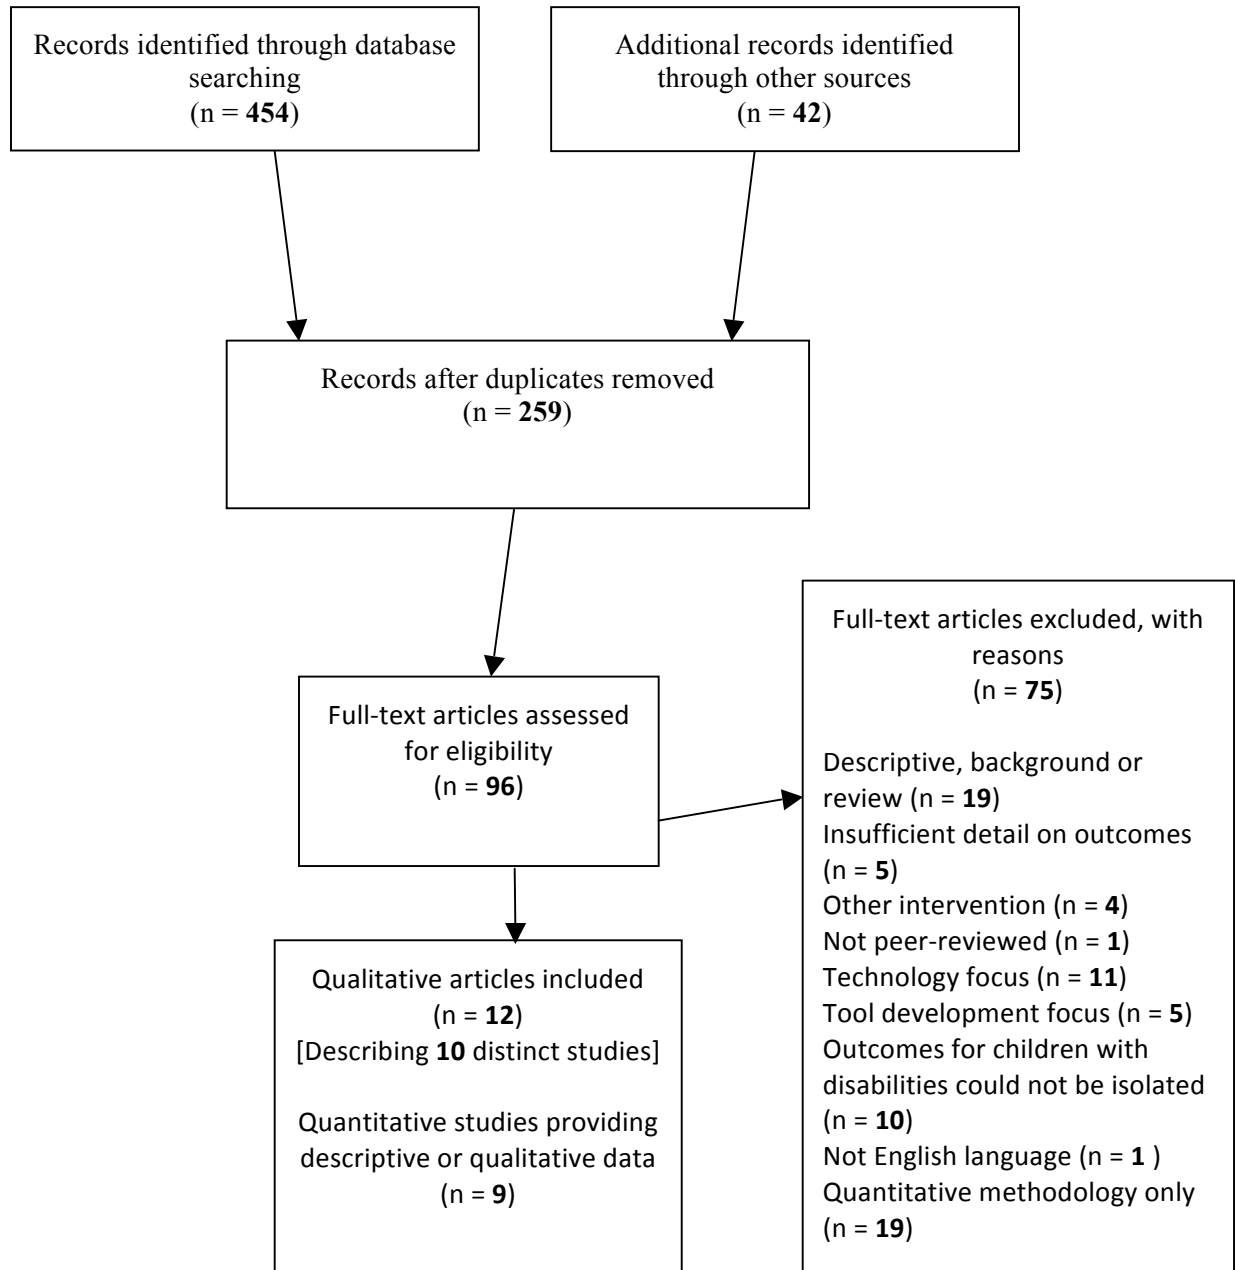 Records identified through database
searching
(n = 454)
Additional records identified
through other sources
(n = 42)
Records after duplicates removed
(n = 259)
Full-text articles assessed
for eligibility
(n = 96)
Full-text articles excluded, with
reasons
(n = 75)
Descriptive, background or
review (n = 19)
Insufficient detail on outcomes
(n = 5)
Other intervention (n = 4)
Not peer-reviewed (n = 1)
Technology focus (n = 11)
Tool development focus (n = 5)
Outcomes for children with
disabilities could not be isolated
(n = 10)
Not English language (n = 1 )
Quantitative methodology only
(n = 19)
Qualitative articles included
(n = 12)
[Describing 10 distinct studies]
Quantitative studies providing
descriptive or qualitative data
(n = 9)